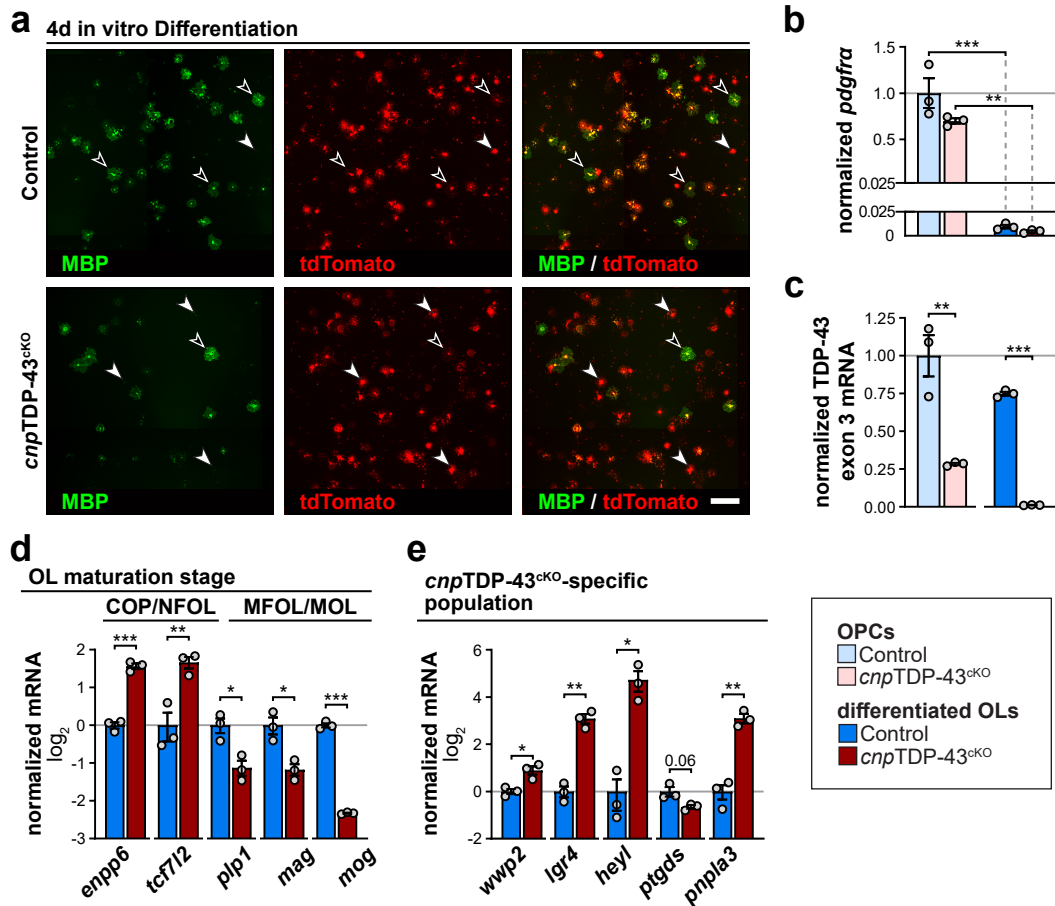 a
4d in vitro Differentiation
Control
MBP
tdTomato
MBP / tdTomato
cnpTDP-43cKO
MBP
tdTomato
MBP / tdTomato
b
normalized pdgfrα
1.5
1.0
0.5
0.025
0.025
0
***
**
c
normalized TDP-43
exon 3 mRNA
1.25
1.00
0.75
0.50
0.25
0.00
**
***
d
OL maturation stage
COP/NFOL
MFOL/MOL
normalized mRNA
log2
2
1
0
-1
-2
-3
***
**
*
*
***
enpp6
tcf7l2
plp1
mag
mog
e
cnpTDP-43cKO-specific
population
normalized mRNA
log2
6
4
2
0
-2
*
**
*
0.06
**
wwp2
lgr4
heyl
ptgds
pnpla3
OPCs
Control
cnpTDP-43cKO
differentiated OLs
Control
cnpTDP-43cKO